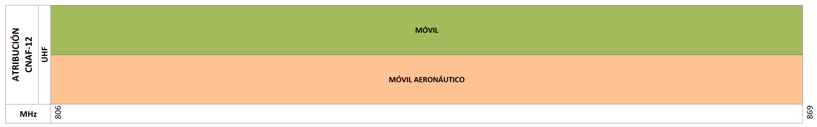 ATRIBUCIÓN
CNAF-12
UHF
MÓVIL
MÓVIL AERONÁUTICO
MHz
806
869